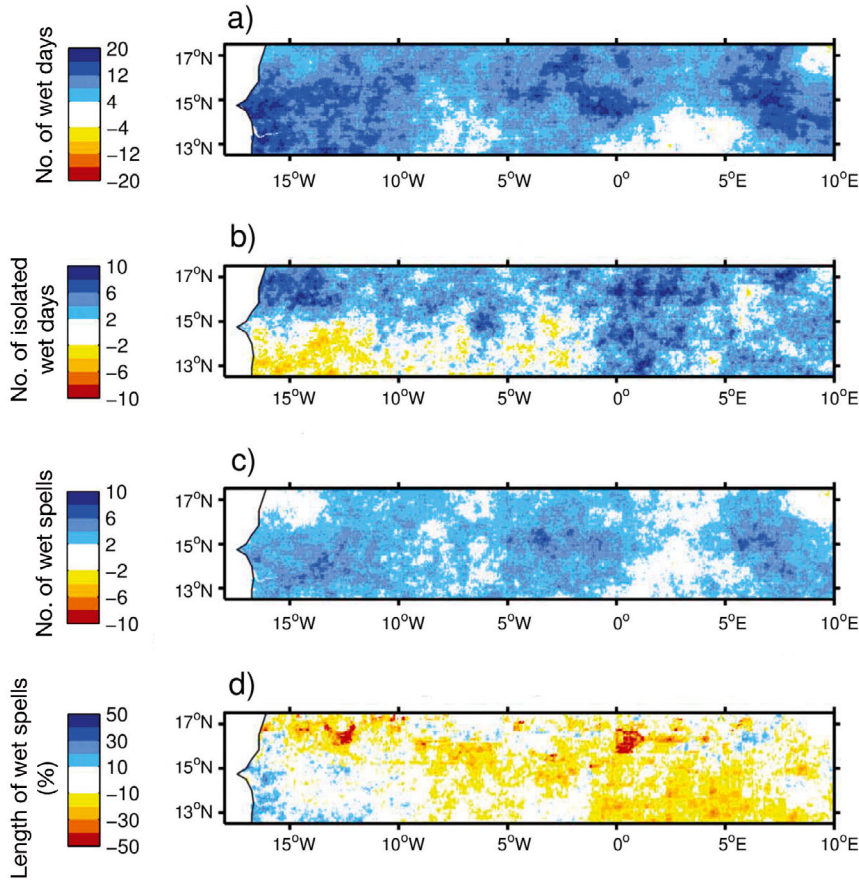 a)
No. of wet days
20
12
4
−4
−12
−20
17°N
15°N
13°N
15°W 10°W 5°W 0° 5°E 10°E
b)
No. of isolated
wet days
10
6
2
−2
−6
−10
17°N
15°N
13°N
15°W 10°W 5°W 0° 5°E 10°E
c)
No. of wet spells
10
6
2
−2
−6
−10
17°N
15°N
13°N
15°W 10°W 5°W 0° 5°E 10°E
d)
Length of wet spells
(%)
50
30
10
−10
−30
−50
17°N
15°N
13°N
15°W 10°W 5°W 0° 5°E 10°E